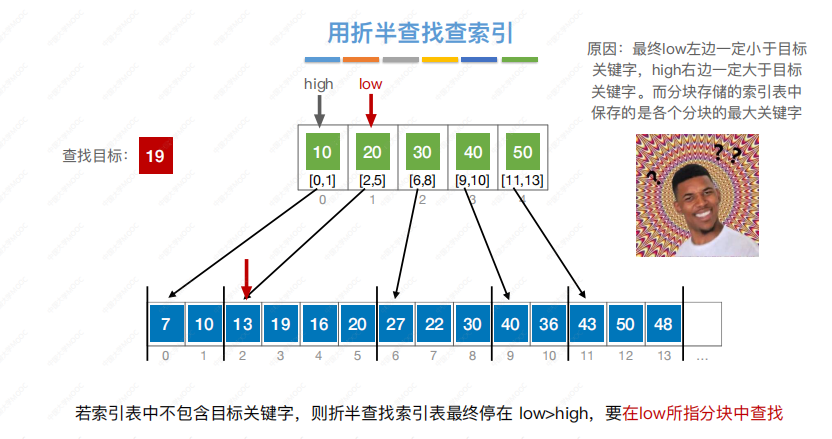 用折半查找查索引
原因：最终low左边一定小于目标
关键字，high右边一定大于目标
关键字。而分块存储的索引表中
保存的是各个分块的最大关键字
high low
查找目标： 19
10 20 30 40 50
[0,1] [2,5] [6,8] [9,10] [11,13]
0 1 2 3 4
? ? ?
7 10 13 19 16 20 27 22 30 40 36 43 50 48
0 1 2 3 4 5 6 7 8 9 10 11 12 13 ...
若索引表中不包含目标关键字，则折半查找索引表最终停在 low>high，要在low所指分块中查找